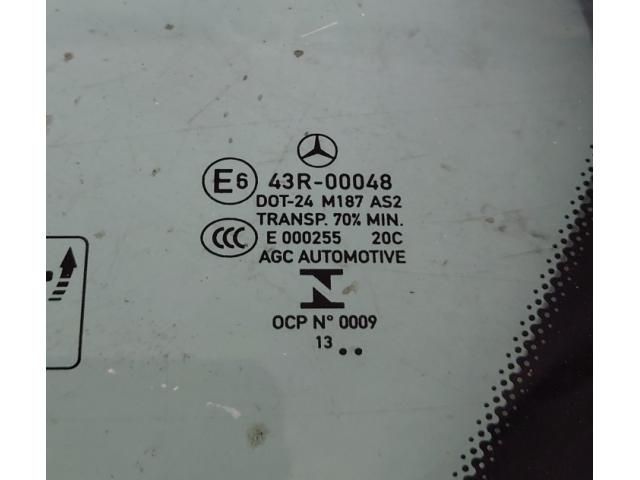 E6 43R-00048
DOT-24 M187 AS2
TRANSP. 70% MIN.
CCC E 000255 20C
AGC AUTOMOTIVE
N
OCP N° 0009
13 ..